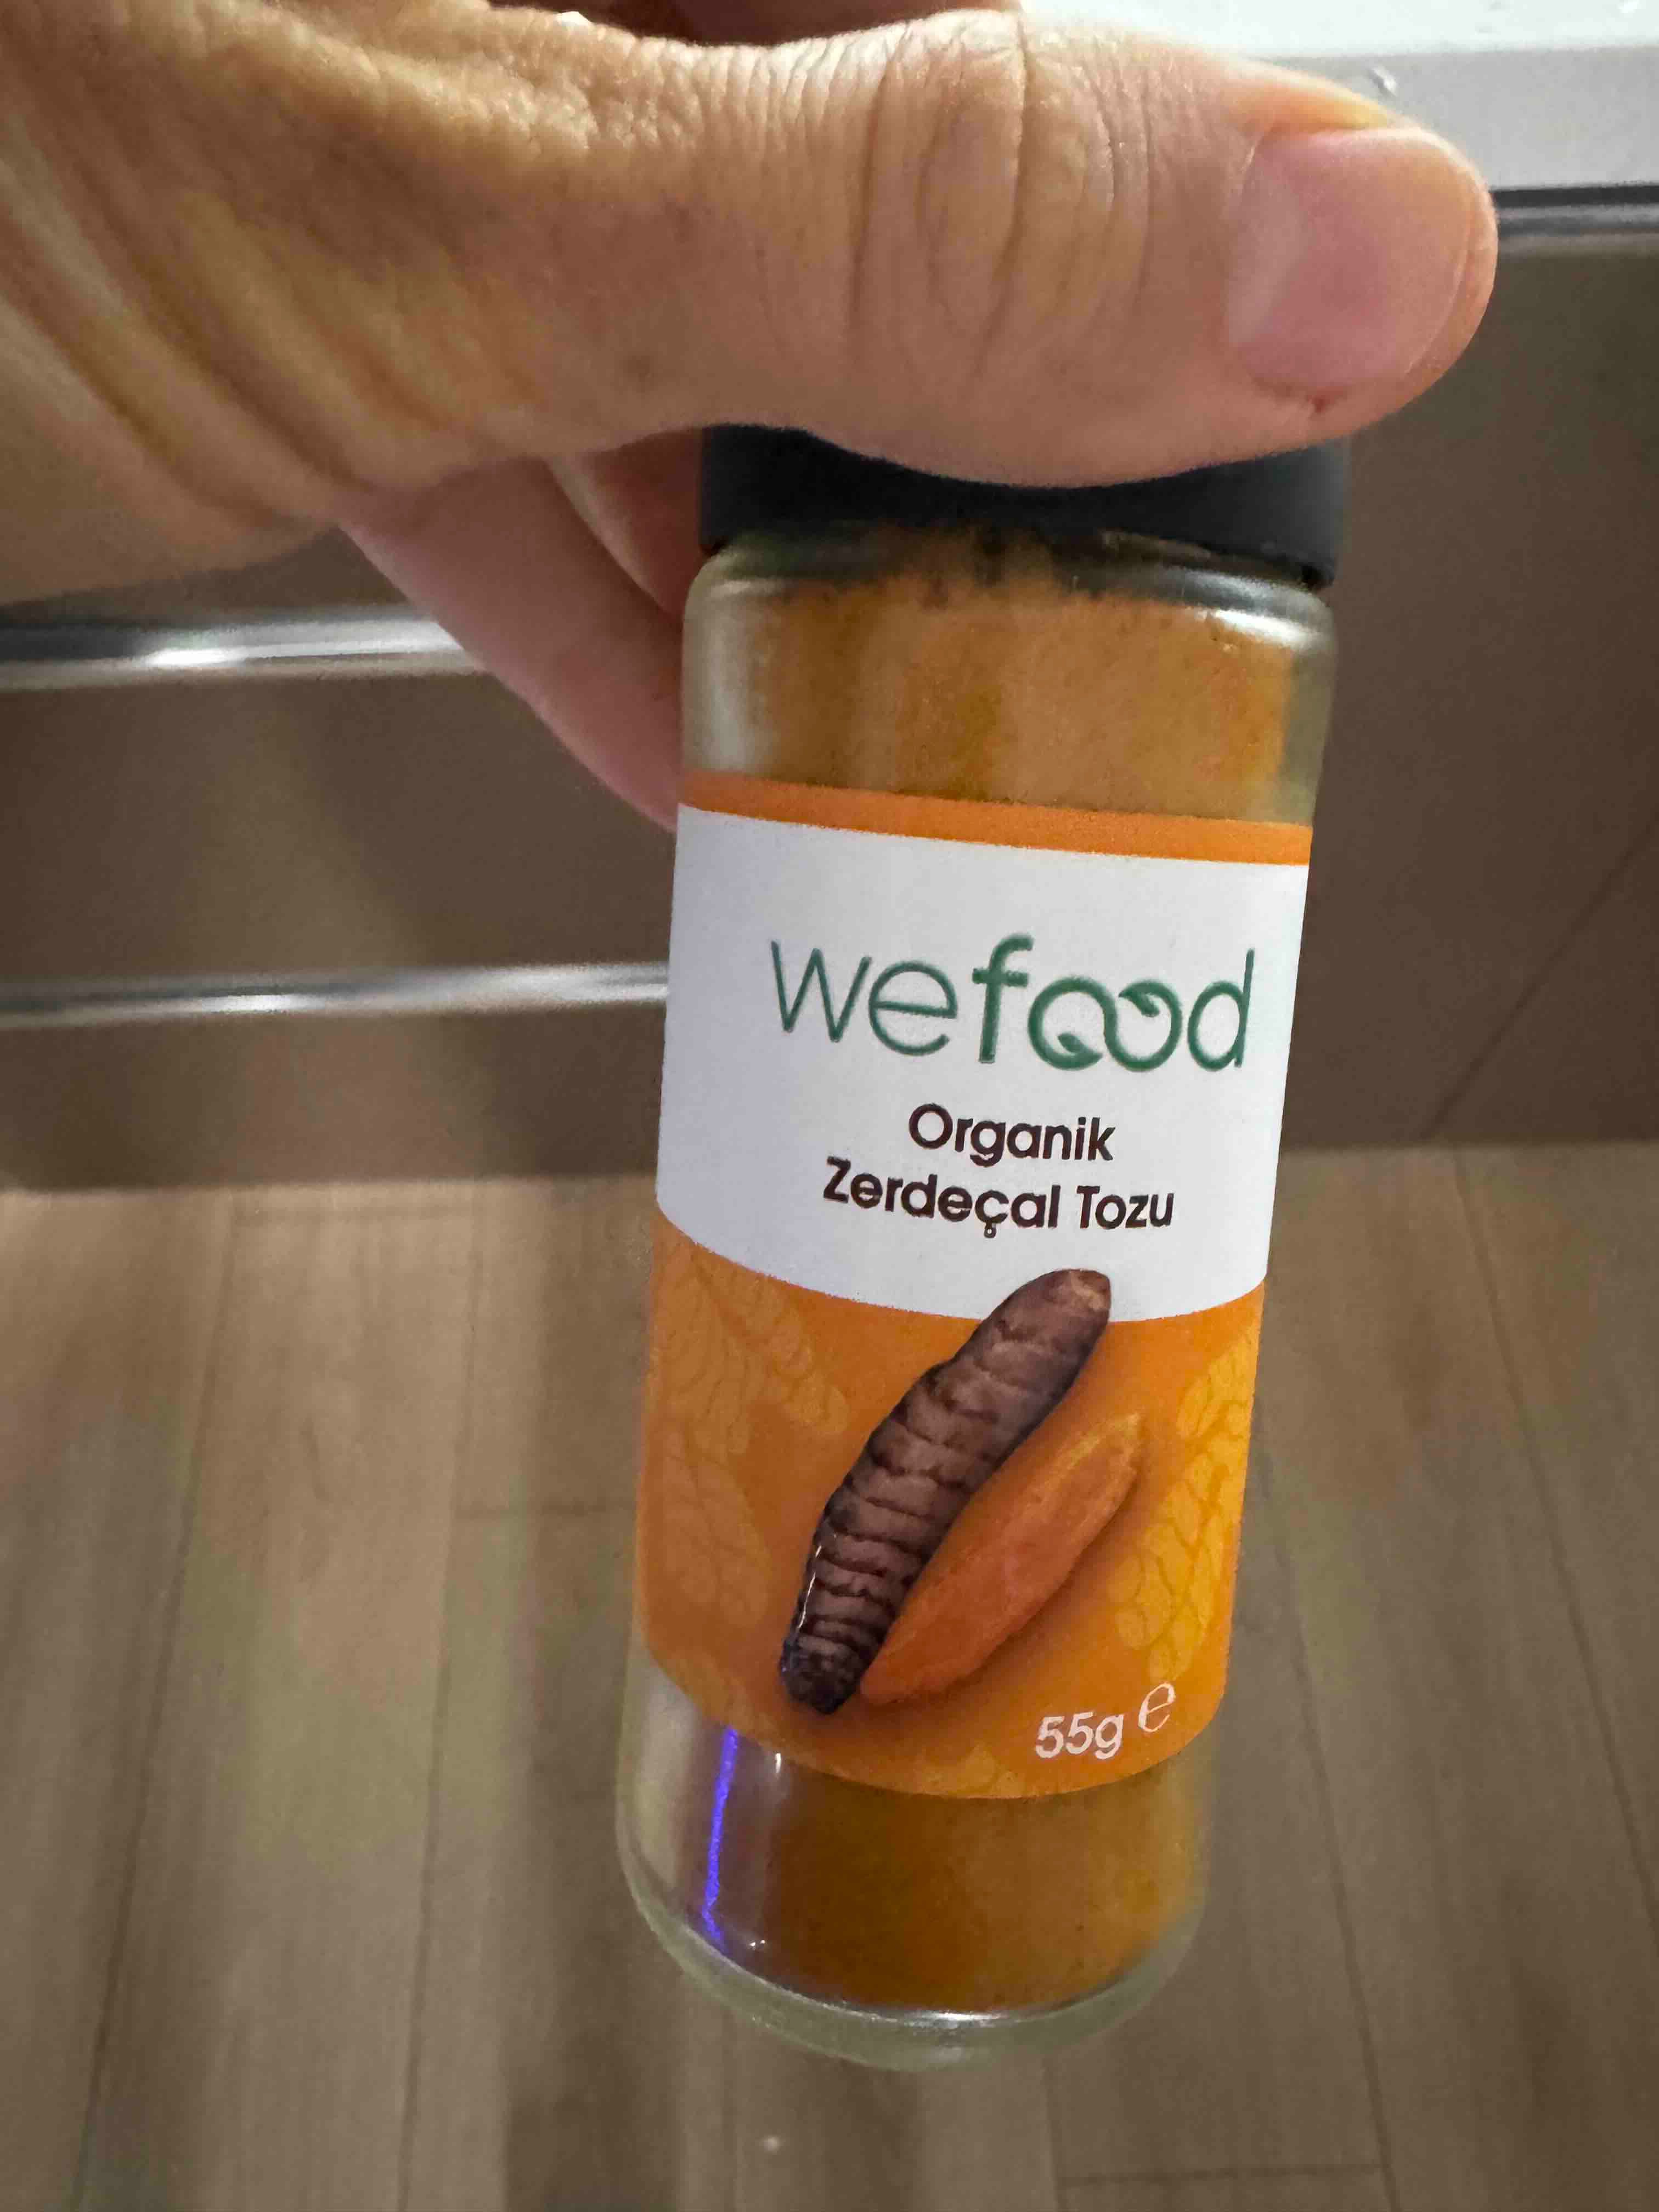 wefood
Organik
Zerdeçal Tozu
55g e